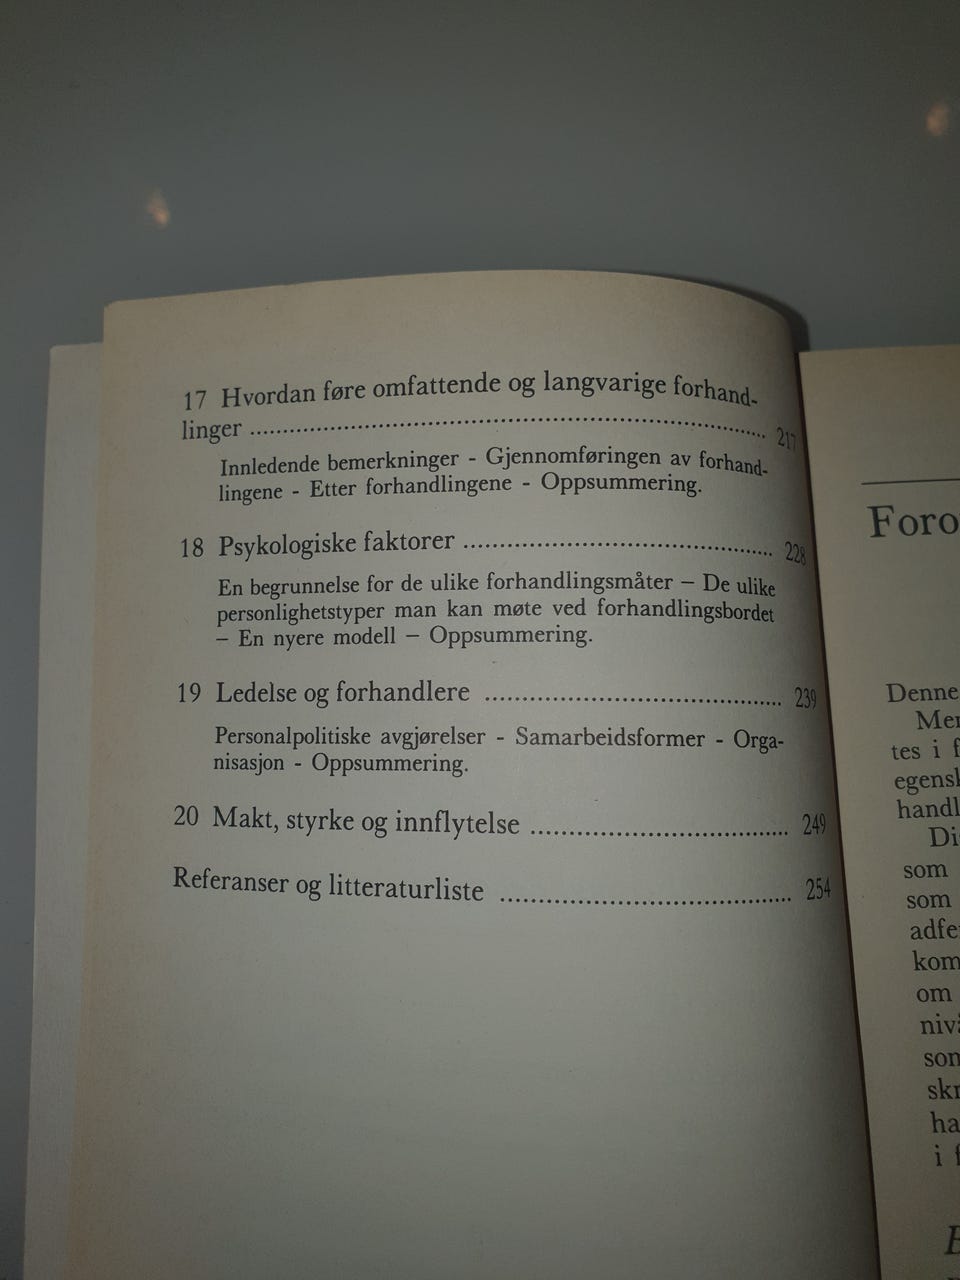 17 Hvordan føre omfattende og langvarige forhand-
linger ........................................ 217
Innledende bemerkninger - Gjennomføringen av forhand-
lingene - Etter forhandlingene - Oppsummering.
18 Psykologiske faktorer ........................................ 228
En begrunnelse for de ulike forhandlingsmåter – De ulike
personlighetstyper man kan møte ved forhandlingsbordet
– En nyere modell – Oppsummering.
19 Ledelse og forhandlere ........................................ 239
Personalpolitiske avgjørelser - Samarbeidsformer - Orga-
nisasjon - Oppsummering.
20 Makt, styrke og innflytelse ........................................ 249
Referanser og litteraturliste ........................................ 254
Foro
Denne
Mer
tes i f
egensk
handl
Di
som
som
adfe
kom
om
nivå
som
skr
ha
i f